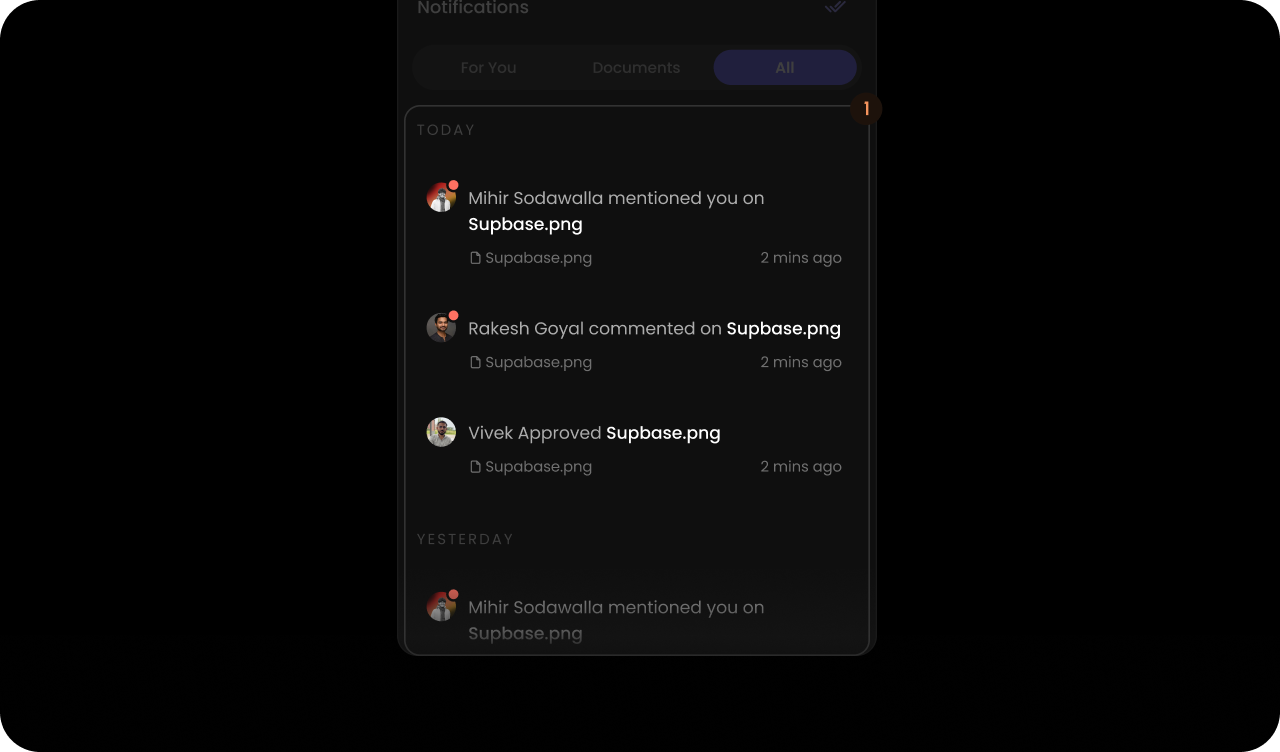 Notifications
For You Documents All
1
TODAY
Mihir Sodawalla mentioned you on
Supbase.png
Supabase.png 2 mins ago
Rakesh Goyal commented on Supbase.png
Supabase.png 2 mins ago
Vivek Approved Supbase.png
Supabase.png 2 mins ago
YESTERDAY
Mihir Sodawalla mentioned you on
Supbase.png